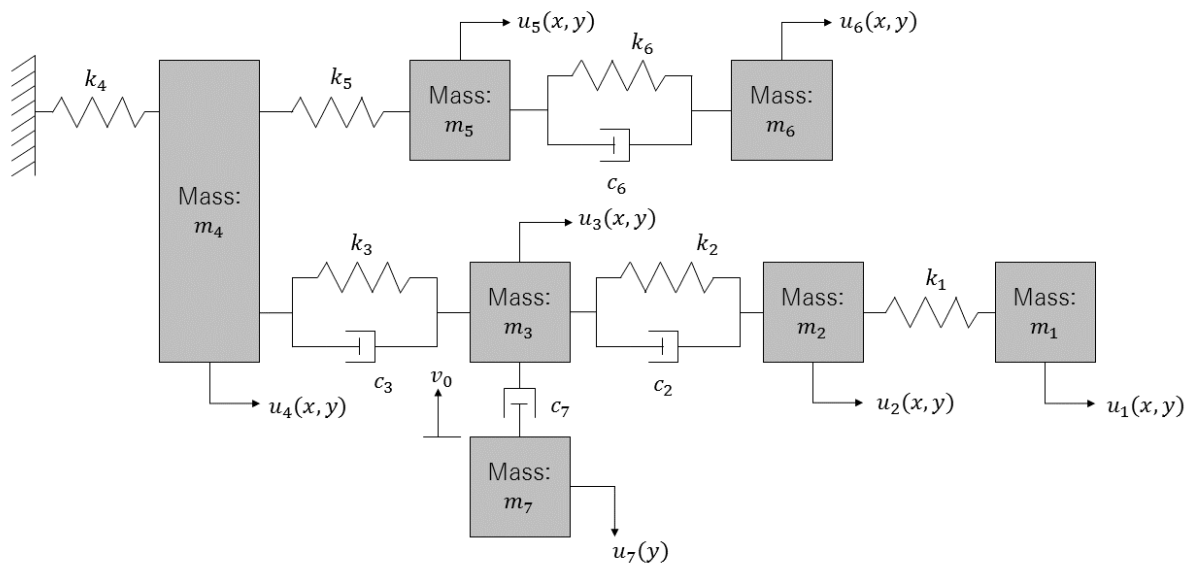 u₅(x, y)
u₆(x, y)
k₄
k₅
k₆
Mass:
m₅
Mass:
m₆
c₆
Mass:
m₄
u₃(x, y)
k₃
k₂
k₁
Mass:
m₃
Mass:
m₂
Mass:
m₁
c₃
v₀
c₂
c₇
u₄(x, y)
u₂(x, y)
u₁(x, y)
Mass:
m₇
u₇(y)